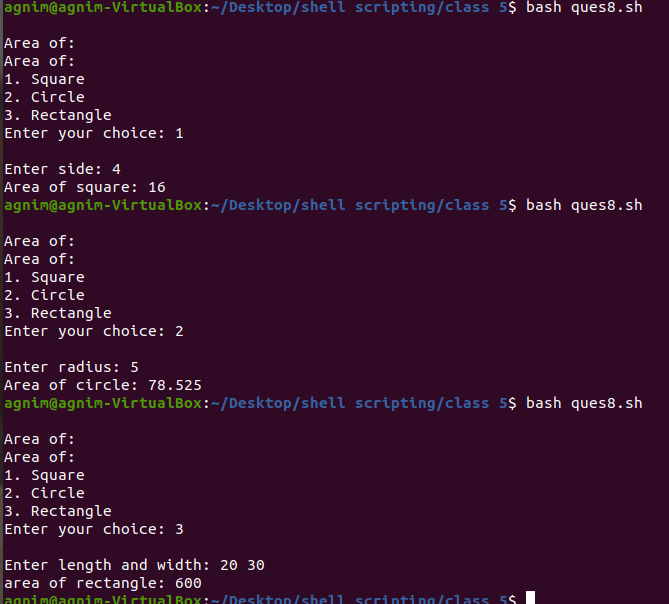 agnim@agnim-VirtualBox:~/Desktop/shell scripting/class 5$ bash ques8.sh
Area of:
Area of:
1. Square
2. Circle
3. Rectangle
Enter your choice: 1
Enter side: 4
Area of square: 16
agnim@agnim-VirtualBox:~/Desktop/shell scripting/class 5$ bash ques8.sh
Area of:
Area of:
1. Square
2. Circle
3. Rectangle
Enter your choice: 2
Enter radius: 5
Area of circle: 78.525
agnim@agnim-VirtualBox:~/Desktop/shell scripting/class 5$ bash ques8.sh
Area of:
Area of:
1. Square
2. Circle
3. Rectangle
Enter your choice: 3
Enter length and width: 20 30
area of rectangle: 600
agnim@agnim-VirtualBox:~/Desktop/shell scripting/class 5$